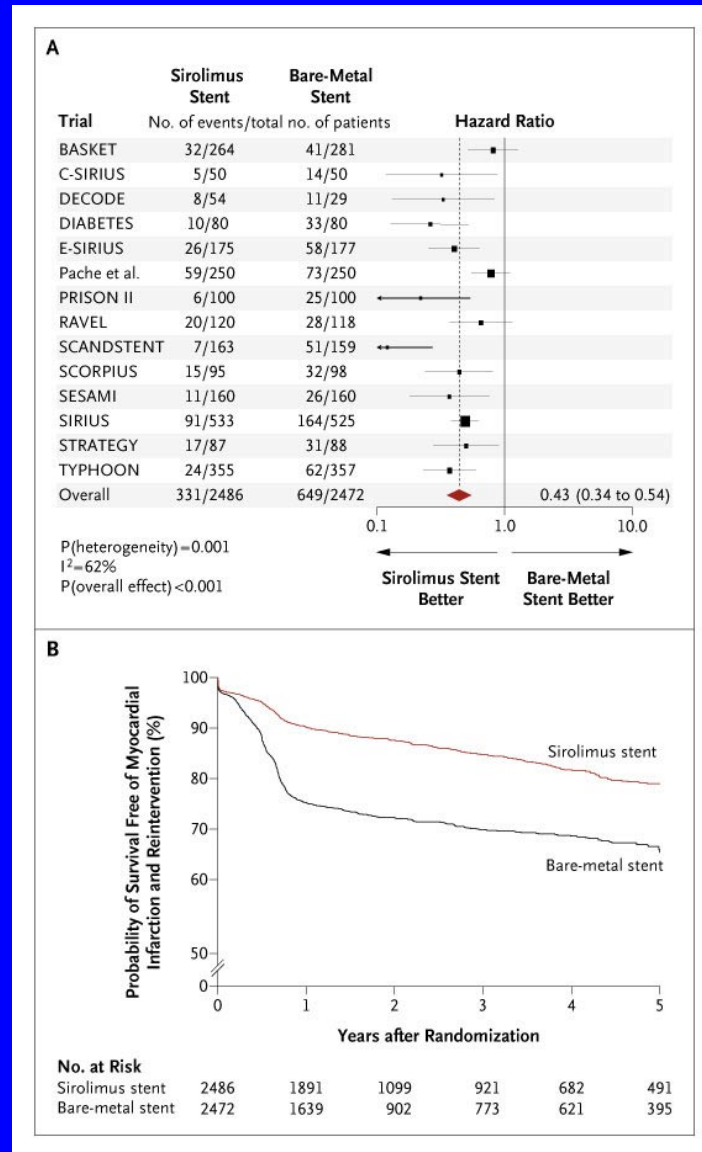 A
Sirolimus Stent Bare-Metal Stent
Trial No. of events/total no. of patients Hazard Ratio
BASKET 32/264 41/281
C-SIRIUS 5/50 14/50
DECODE 8/54 11/29
DIABETES 10/80 33/80
E-SIRIUS 26/175 58/177
Pache et al. 59/250 73/250
PRISON II 6/100 25/100
RAVEL 20/120 28/118
SCANDSTENT 7/163 51/159
SCORPIUS 15/95 32/98
SESAMI 11/160 26/160
SIRIUS 91/533 164/525
STRATEGY 17/87 31/88
TYPHOON 24/355 62/357
Overall 331/2486 649/2472 0.43 (0.34 to 0.54)
0.1 1.0 10.0
P(heterogeneity)=0.001
I²=62%
P(overall effect)<0.001
Sirolimus Stent Better
Bare-Metal Stent Better
B
Probability of Survival Free of Myocardial
Infarction and Reintervention (%)
100
90
80
70
60
50
0
Sirolimus stent
Bare-metal stent
0 1 2 3 4 5
Years after Randomization
No. at Risk
Sirolimus stent 2486 1891 1099 921 682 491
Bare-metal stent 2472 1639 902 773 621 395